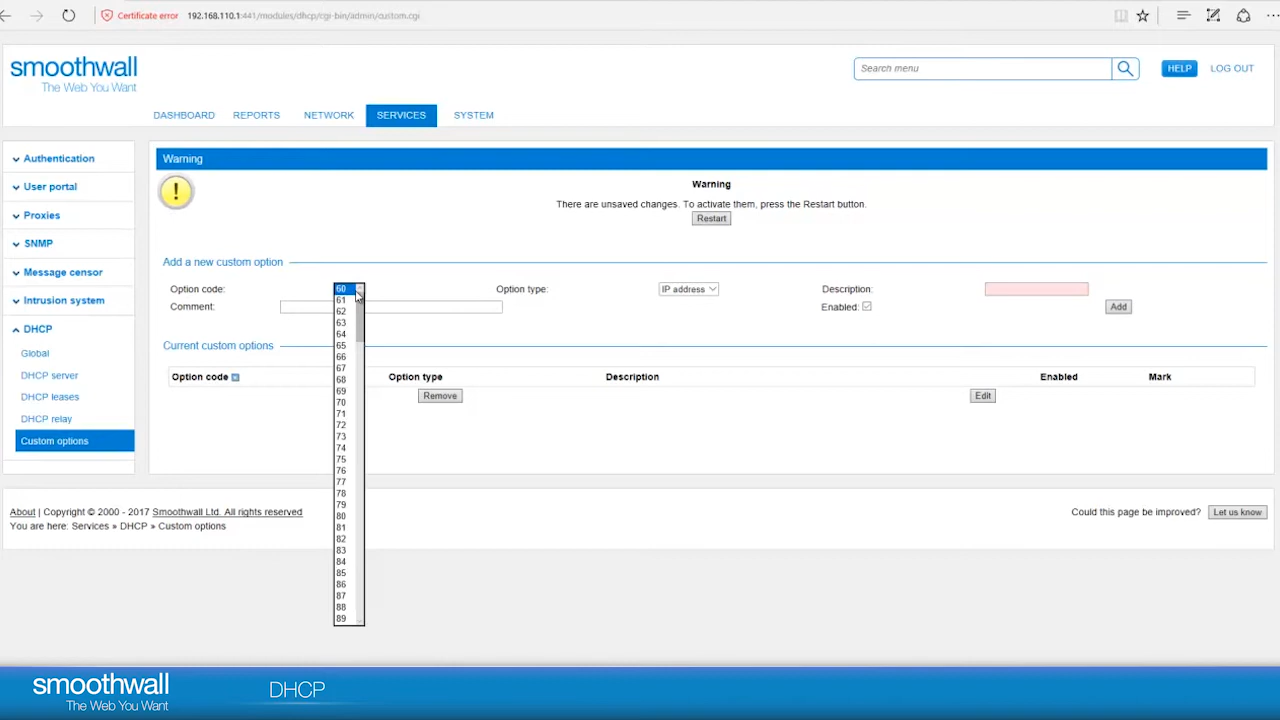 Certificate error 192.168.110.1:441/modules/dhcp/cgi-bin/admin/custom.cgi
smoothwall
The Web You Want
Search menu
HELP
LOG OUT
DASHBOARD REPORTS NETWORK SERVICES SYSTEM
Authentication
User portal
Proxies
SNMP
Message censor
Intrusion system
DHCP
Global
DHCP server
DHCP leases
DHCP relay
Custom options
Warning
Warning
There are unsaved changes. To activate them, press the Restart button.
Restart
Add a new custom option
Option code: 60 Option type: IP address Description:
Comment: Enabled: Add
61
62
63
64
65
66
67
68
69
70
71
72
73
74
75
76
77
78
79
80
81
82
83
84
85
86
87
88
89
Current custom options
Option code Option type Description Enabled Mark
Remove Edit
About | Copyright © 2000 - 2017 Smoothwall Ltd. All rights reserved
You are here: Services » DHCP » Custom options
Could this page be improved? Let us know
smoothwall
The Web You Want
DHCP